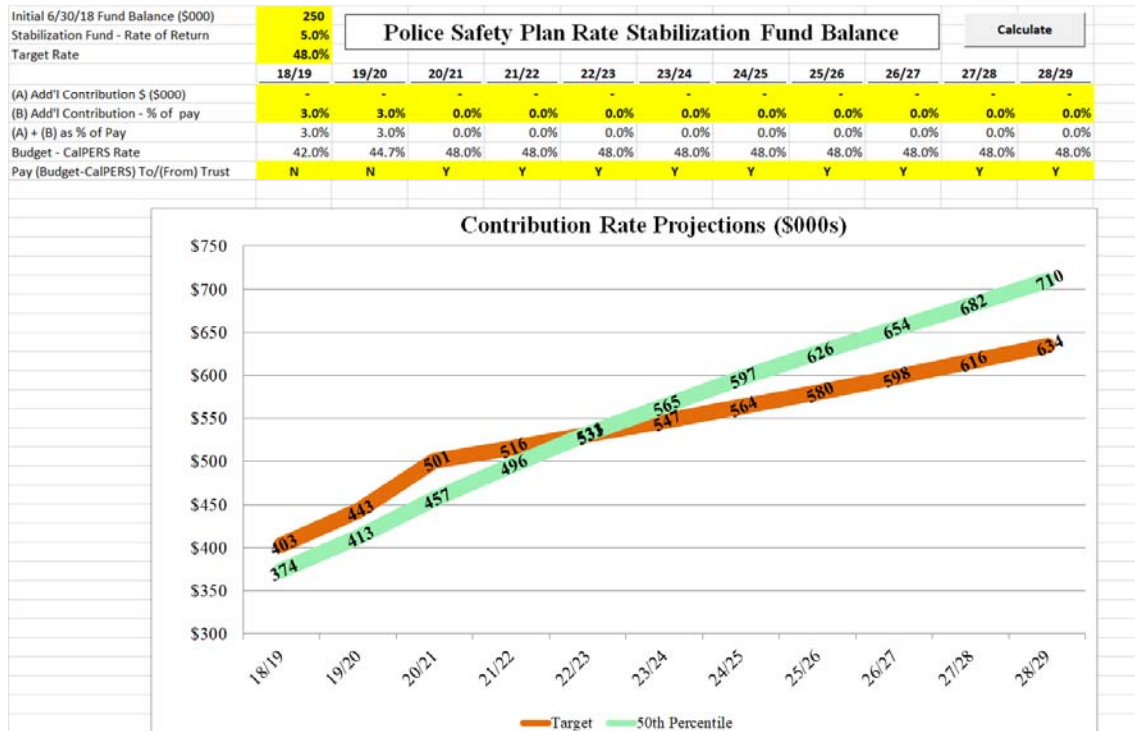 Initial 6/30/18 Fund Balance ($000) 250
Stabilization Fund - Rate of Return 5.0%
Target Rate 48.0%
Police Safety Plan Rate Stabilization Fund Balance
Calculate
18/19 19/20 20/21 21/22 22/23 23/24 24/25 25/26 26/27 27/28 28/29
(A) Add'l Contribution $ ($000) - - - - - - - - - - -
(B) Add'l Contribution - % of pay 3.0% 3.0% 0.0% 0.0% 0.0% 0.0% 0.0% 0.0% 0.0% 0.0% 0.0%
(A) + (B) as % of Pay 3.0% 3.0% 0.0% 0.0% 0.0% 0.0% 0.0% 0.0% 0.0% 0.0% 0.0%
Budget - CalPERS Rate 42.0% 44.7% 48.0% 48.0% 48.0% 48.0% 48.0% 48.0% 48.0% 48.0% 48.0%
Pay (Budget-CalPERS) To/(From) Trust N N Y Y Y Y Y Y Y Y Y
Contribution Rate Projections ($000s)
$750
$700
$650
$600
$550
$500
$450
$400
$350
$300
403 443 501 516 547 564 580 598 616 634
374 413 457 496 565 597 626 654 682 710
18/19 19/20 20/21 21/22 22/23 23/24 24/25 25/26 26/27 27/28 28/29
Target 50th Percentile